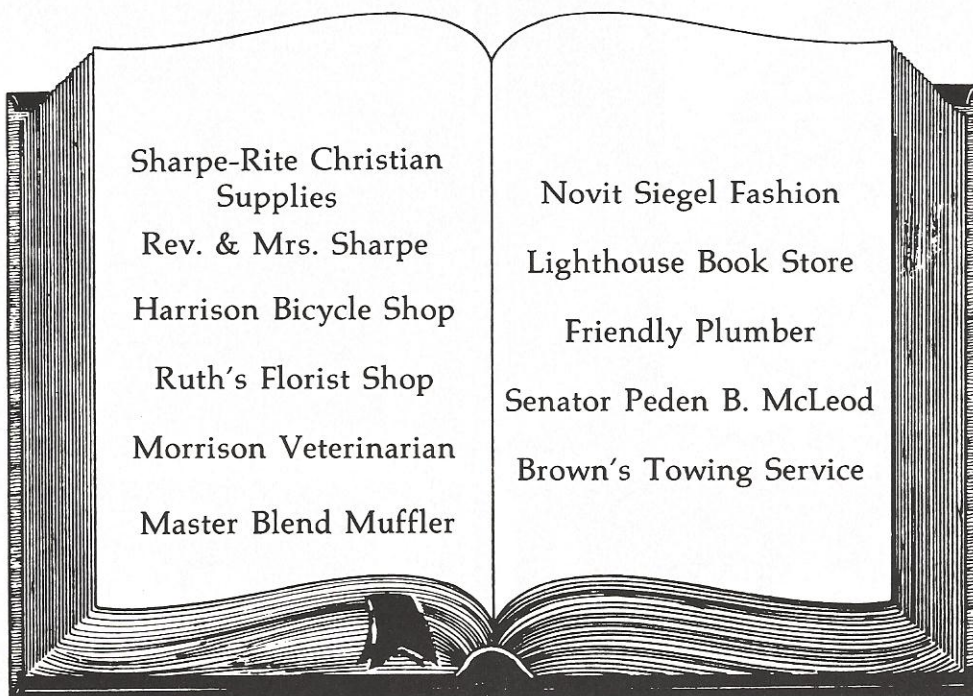 Sharpe-Rite Christian
Supplies
Rev. & Mrs. Sharpe
Harrison Bicycle Shop
Ruth's Florist Shop
Morrison Veterinarian
Master Blend Muffler
Novit Siegel Fashion
Lighthouse Book Store
Friendly Plumber
Senator Peden B. McLeod
Brown's Towing Service